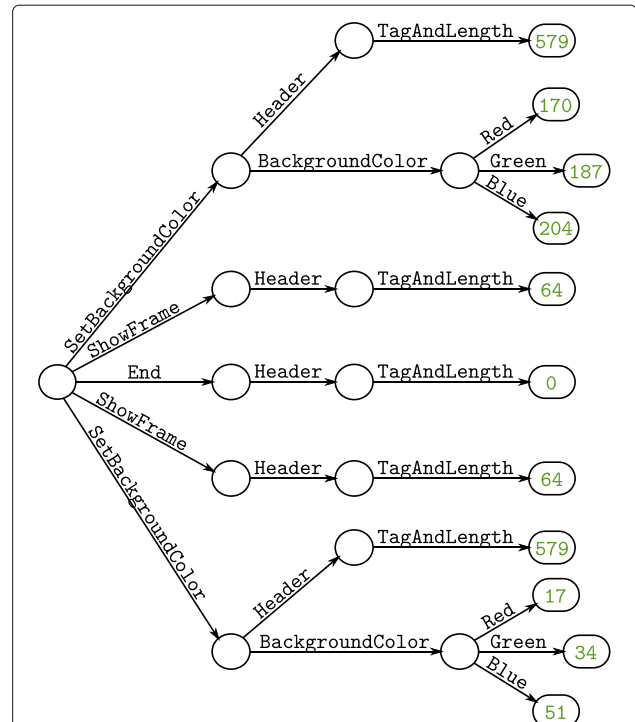 TagAndLength 579
Header
170
Red
BackgroundColor
Green 187
Blue
SetBackgroundColor
204
Header TagAndLength 64
ShowFrame
End Header TagAndLength 0
ShowFrame
Header TagAndLength 64
SetBackgroundColor
TagAndLength 579
Header
17
Red
BackgroundColor Green 34
Blue
51